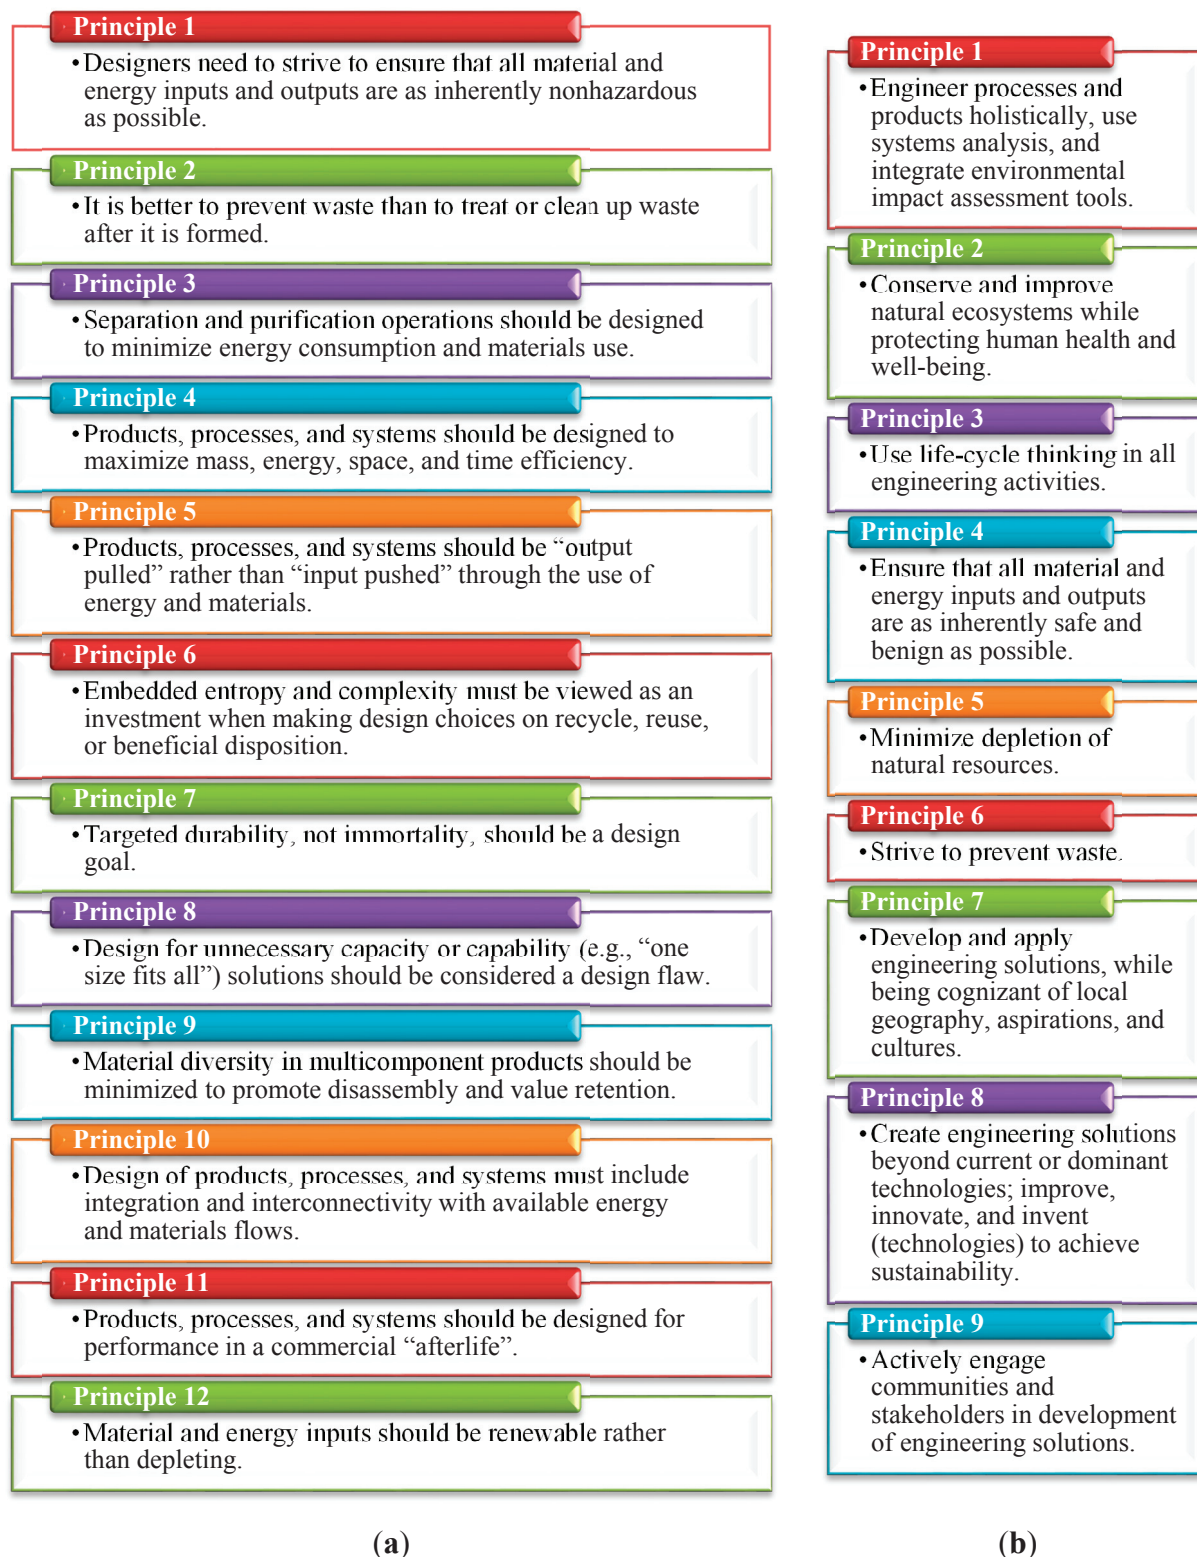 Principle 1
•Designers need to strive to ensure that all material and
energy inputs and outputs are as inherently nonhazardous
as possible.
Principle 2
•It is better to prevent waste than to treat or clean up waste
after it is formed.
Principle 3
•Separation and purification operations should be designed
to minimize energy consumption and materials use.
Principle 4
•Products, processes, and systems should be designed to
maximize mass, energy, space, and time efficiency.
Principle 5
•Products, processes, and systems should be “output
pulled” rather than “input pushed” through the use of
energy and materials.
Principle 6
•Embedded entropy and complexity must be viewed as an
investment when making design choices on recycle, reuse,
or beneficial disposition.
Principle 7
•Targeted durability, not immortality, should be a design
goal.
Principle 8
•Design for unnecessary capacity or capability (e.g., “one
size fits all”) solutions should be considered a design flaw.
Principle 9
•Material diversity in multicomponent products should be
minimized to promote disassembly and value retention.
Principle 10
•Design of products, processes, and systems must include
integration and interconnectivity with available energy
and materials flows.
Principle 11
•Products, processes, and systems should be designed for
performance in a commercial “afterlife”.
Principle 12
•Material and energy inputs should be renewable rather
than depleting.
(a)
Principle 1
•Engineer processes and
products holistically, use
systems analysis, and
integrate environmental
impact assessment tools.
Principle 2
•Conserve and improve
natural ecosystems while
protecting human health and
well-being.
Principle 3
•Use life-cycle thinking in all
engineering activities.
Principle 4
•Ensure that all material and
energy inputs and outputs
are as inherently safe and
benign as possible.
Principle 5
•Minimize depletion of
natural resources.
Principle 6
•Strive to prevent waste.
Principle 7
•Develop and apply
engineering solutions, while
being cognizant of local
geography, aspirations, and
cultures.
Principle 8
•Create engineering solutions
beyond current or dominant
technologies; improve,
innovate, and invent
(technologies) to achieve
sustainability.
Principle 9
•Actively engage
communities and
stakeholders in development
of engineering solutions.
(b)